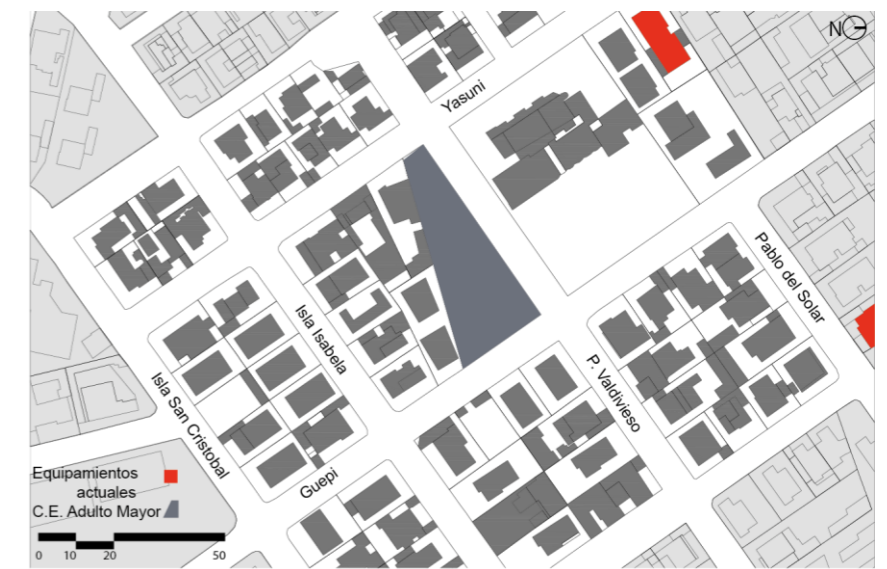 N
Yasuni
Pablo del Solar
Isla Isabela
P. Valdivieso
Isla San Cristobal
Guepi
Equipamientos
actuales
C.E. Adulto Mayor
0 10 20 50